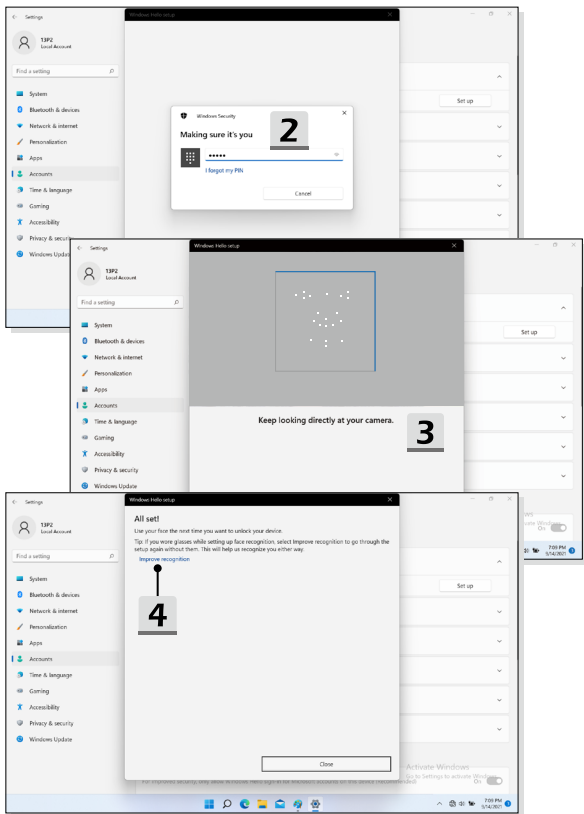 Settings
13P2
Local Account
Find a setting
System
Bluetooth & devices
Network & internet
Personalization
Apps
Accounts
Time & language
Gaming
Accessibility
Privacy & security
Windows Update
Windows Hello setup
Windows Security
Making sure it's you
2
•••••
I forgot my PIN
Cancel
Set up
Settings
13P2
Local Account
Find a setting
System
Bluetooth & devices
Network & internet
Personalization
Apps
Accounts
Time & language
Gaming
Accessibility
Privacy & security
Windows Update
Windows Hello setup
Keep looking directly at your camera.
3
Set up
On
7:09 PM
5/14/2021
Settings
13P2
Local Account
Find a setting
System
Bluetooth & devices
Network & internet
Personalization
Apps
Accounts
Time & language
Gaming
Accessibility
Privacy & security
Windows Update
Windows Hello setup
All set!
Use your face the next time you want to unlock your device.
Tip: If you wore glasses while setting up face recognition, select Improve recognition to go through the
setup again without them. This will help us recognize you either way.
Improve recognition
4
Close
Set up
Activate Windows
Go to Settings to activate Windows.
On
7:09 PM
5/14/2021